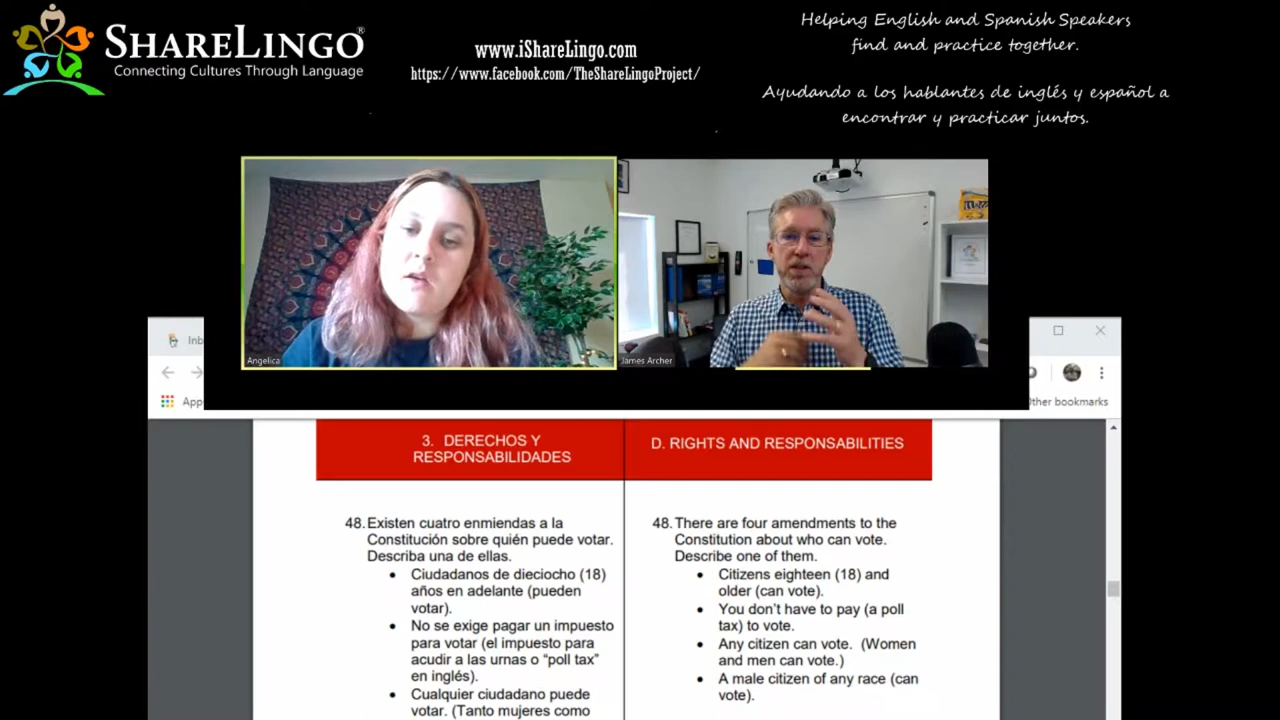 SHARELINGO®
Connecting Cultures Through Language
www.iShareLingo.com
https://www.facebook.com/TheShareLingoProject/
Helping English and Spanish Speakers
find and practice together.
Ayudando a los hablantes de inglés y español a
encontrar y practicar juntos.
Angelica
James Archer
Inb
App
Other bookmarks
3. DERECHOS Y
RESPONSABILIDADES
48. Existen cuatro enmiendas a la
Constitución sobre quién puede votar.
Describa una de ellas.
• Ciudadanos de dieciocho (18)
años en adelante (pueden
votar).
• No se exige pagar un impuesto
para votar (el impuesto para
acudir a las urnas o “poll tax”
en inglés).
• Cualquier ciudadano puede
votar. (Tanto mujeres como
D. RIGHTS AND RESPONSABILITIES
48. There are four amendments to the
Constitution about who can vote.
Describe one of them.
• Citizens eighteen (18) and
older (can vote).
• You don’t have to pay (a poll
tax) to vote.
• Any citizen can vote. (Women
and men can vote.)
• A male citizen of any race (can
vote).